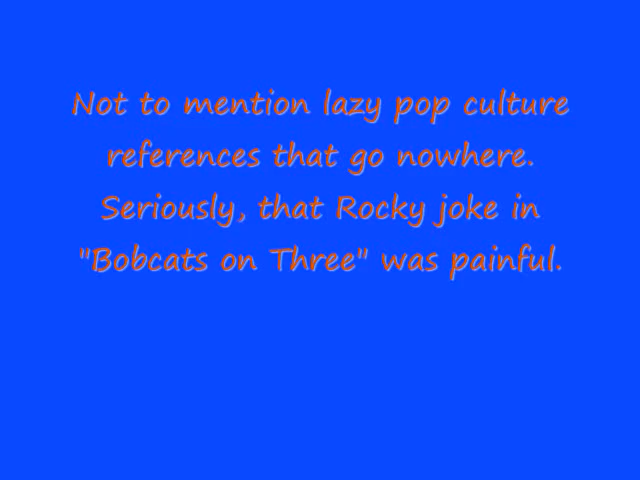 Not to mention lazy pop culture
references that go nowhere.
Seriously, that Rocky joke in
"Bobcats on Three" was painful.